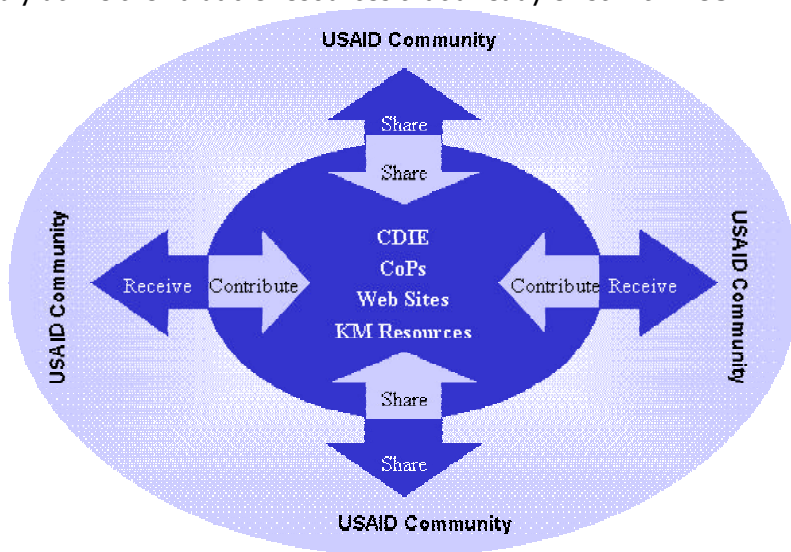 USAID Community
Share
Share
CDIE
CoPs
Web Sites
KM Resources
USAID Community
Receive
Contribute
Contribute
Receive
USAID Community
Share
Share
USAID Community